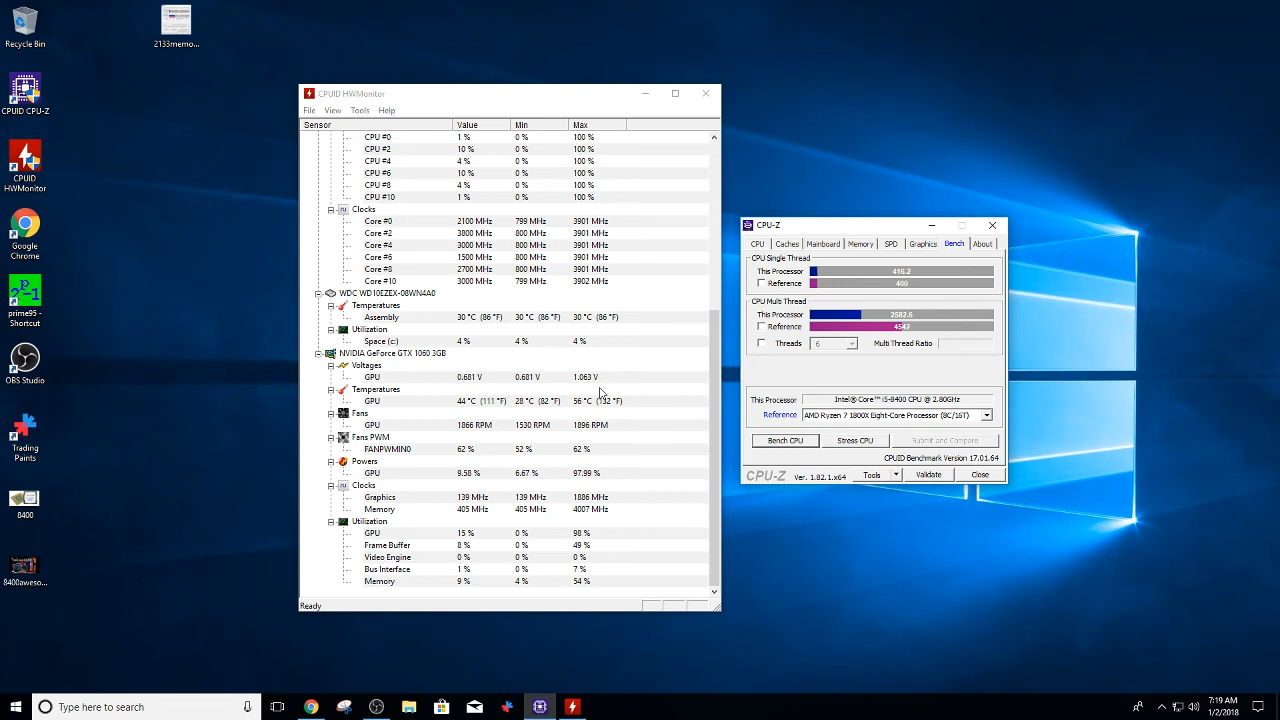 Recycle Bin
2133memo...
CPUID CPU-Z
CPUID
HWMonitor
Google
Chrome
p-1
prime95 -
Shortcut
OBS Studio
Trading
Paints
8400
8400aweso...
CPUID HWMonitor
File View Tools Help
Sensor Value Min Max
CPU #0 1 % 0 % 100 %
CPU #2 10 % 0 % 100 %
CPU #4 4 % 0 % 100 %
CPU #6 10 % 0 % 100 %
CPU #8 4 % 0 % 100 %
CPU #10 1 % 0 % 100 %
Clocks
Core #0 2100 MHz 799 MHz 3901 MHz
Core #2 3800 MHz 800 MHz 3901 MHz
Core #4 3000 MHz 800 MHz 3901 MHz
Core #6 1500 MHz 800 MHz 3901 MHz
Core #8 2700 MHz 800 MHz 3901 MHz
Core #10 3000 MHz 799 MHz 3902 MHz
WDC WD10EZEX-08WN4A0
Temperatures
Assembly 30 °C (86 °F) 30 °C (86 °F) 30 °C (86 °F)
Utilization
Space (c:) 4 % 4 % 4 %
NVIDIA GeForce GTX 1060 3GB
Voltages
GPU 0.681 V 0.681 V 1.063 V
Temperatures
GPU 44 °C (111 °F) 28 °C (82 °F) 56 °C (132 °F)
Fans
GPU 1866 RPM 1530 RPM 1896 RPM
Fans PWM
FANPWMIN0 62 % 52 % 62 %
Powers
GPU 9.58 % 6.67 % 97.99 %
Clocks
Graphics 139 MHz 139 MHz 1886 MHz
Memory 405 MHz 405 MHz 4007 MHz
Utilization
GPU 15 % 0 % 98 %
Frame Buffer 8 % 0 % 49 %
Video Engine 0 % 0 % 0 %
Bus Interface 1 % 0 % 7 %
Memory 9 % 4 % 54 %
Ready
CPU-Z
CPU Caches Mainboard Memory SPD Graphics Bench About
CPU Single Thread
This Processor 416.2
Reference 400
CPU Multi Thread
This Processor 2582.6
Reference 4542
Threads 6 Multi Thread Ratio
This Processor Intel® Core™ i5-8400 CPU @ 2.80GHz
Reference AMD Ryzen 7 1800X Eight-Core Processor (8C/16T)
Bench CPU Stress CPU Submit and Compare
CPUID Benchmark Version 17.01.64
CPU-Z Ver. 1.82.1.x64 Tools Validate Close
Type here to search
7:19 AM
1/2/2018